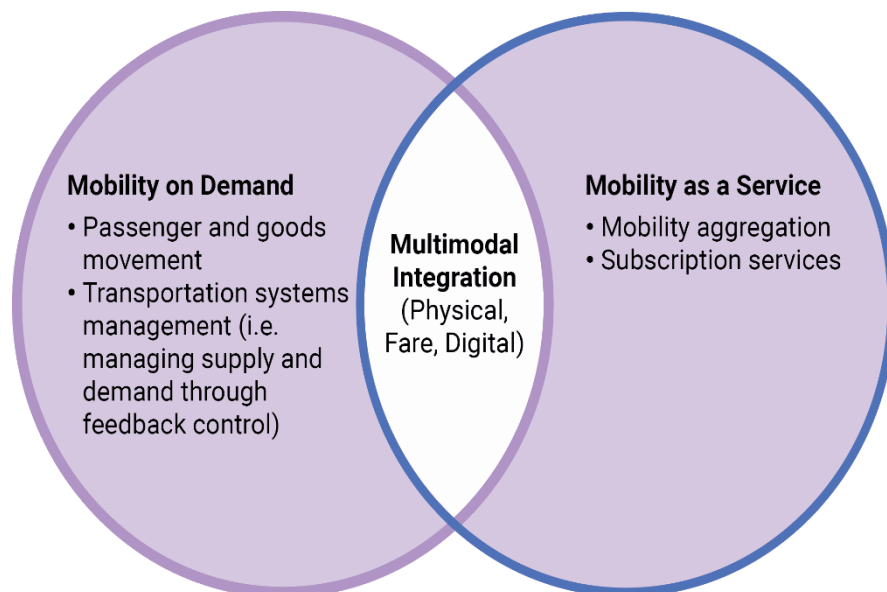 Mobility on Demand
• Passenger and goods
movement
• Transportation systems
management (i.e.
managing supply and
demand through
feedback control)
Multimodal
Integration
(Physical,
Fare, Digital)
Mobility as a Service
• Mobility aggregation
• Subscription services